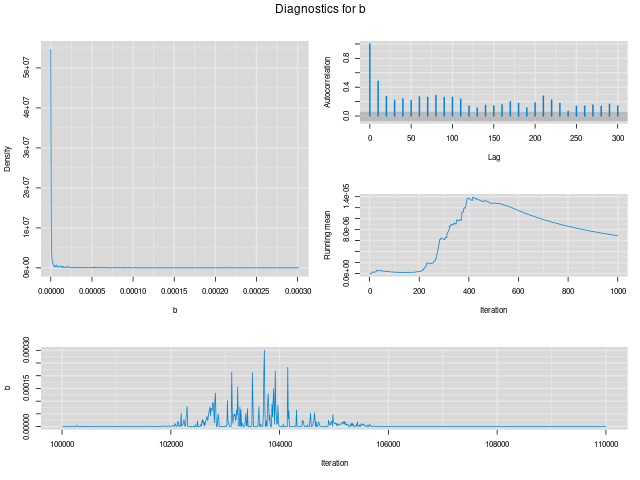 Diagnostics for b
Density
0e+00 1e+07 2e+07 3e+07 4e+07 5e+07
0.00000 0.00005 0.00010 0.00015 0.00020 0.00025 0.00030
b
Autocorrelation
0.0 0.4 0.8
0 50 100 150 200 250 300
Lag
Running mean
0.0e+00 8.0e-06 1.4e-05
0 200 400 600 800 1000
Iteration
b
0.00000 0.00015 0.00030
100000 102000 104000 106000 108000 110000
Iteration